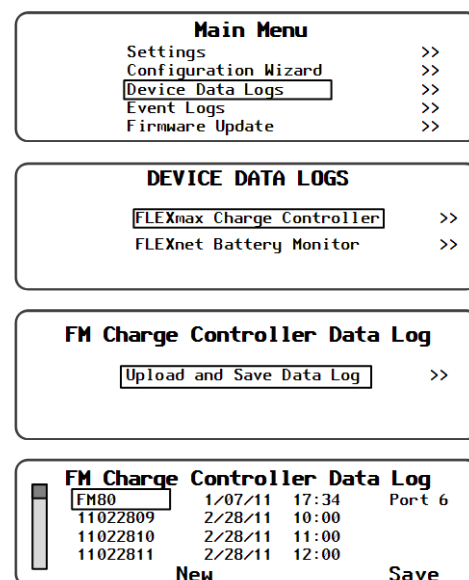 Main Menu
Settings >>
Configuration Wizard >>
Device Data Logs >>
Event Logs >>
Firmware Update >>
DEVICE DATA LOGS
FLEXmax Charge Controller >>
FLEXnet Battery Monitor >>
FM Charge Controller Data Log
Upload and Save Data Log >>
FM Charge Controller Data Log
FM80 1/07/11 17:34 Port 6
11022809 2/28/11 10:00
11022810 2/28/11 11:00
11022811 2/28/11 12:00
New Save